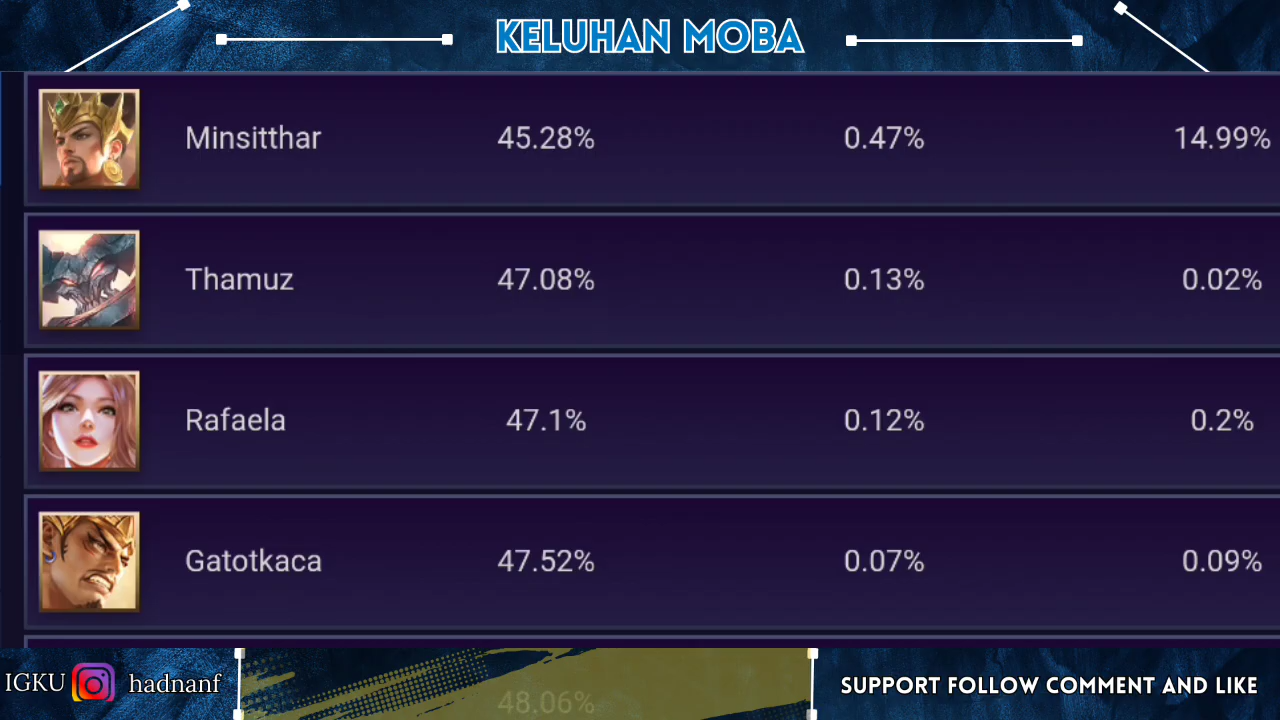 KELUHAN MOBA
Minsitthar 45.28% 0.47% 14.99%
Thamuz 47.08% 0.13% 0.02%
Rafaela 47.1% 0.12% 0.2%
Gatotkaca 47.52% 0.07% 0.09%
48.06%
IGKU hadnanf
SUPPORT FOLLOW COMMENT AND LIKE